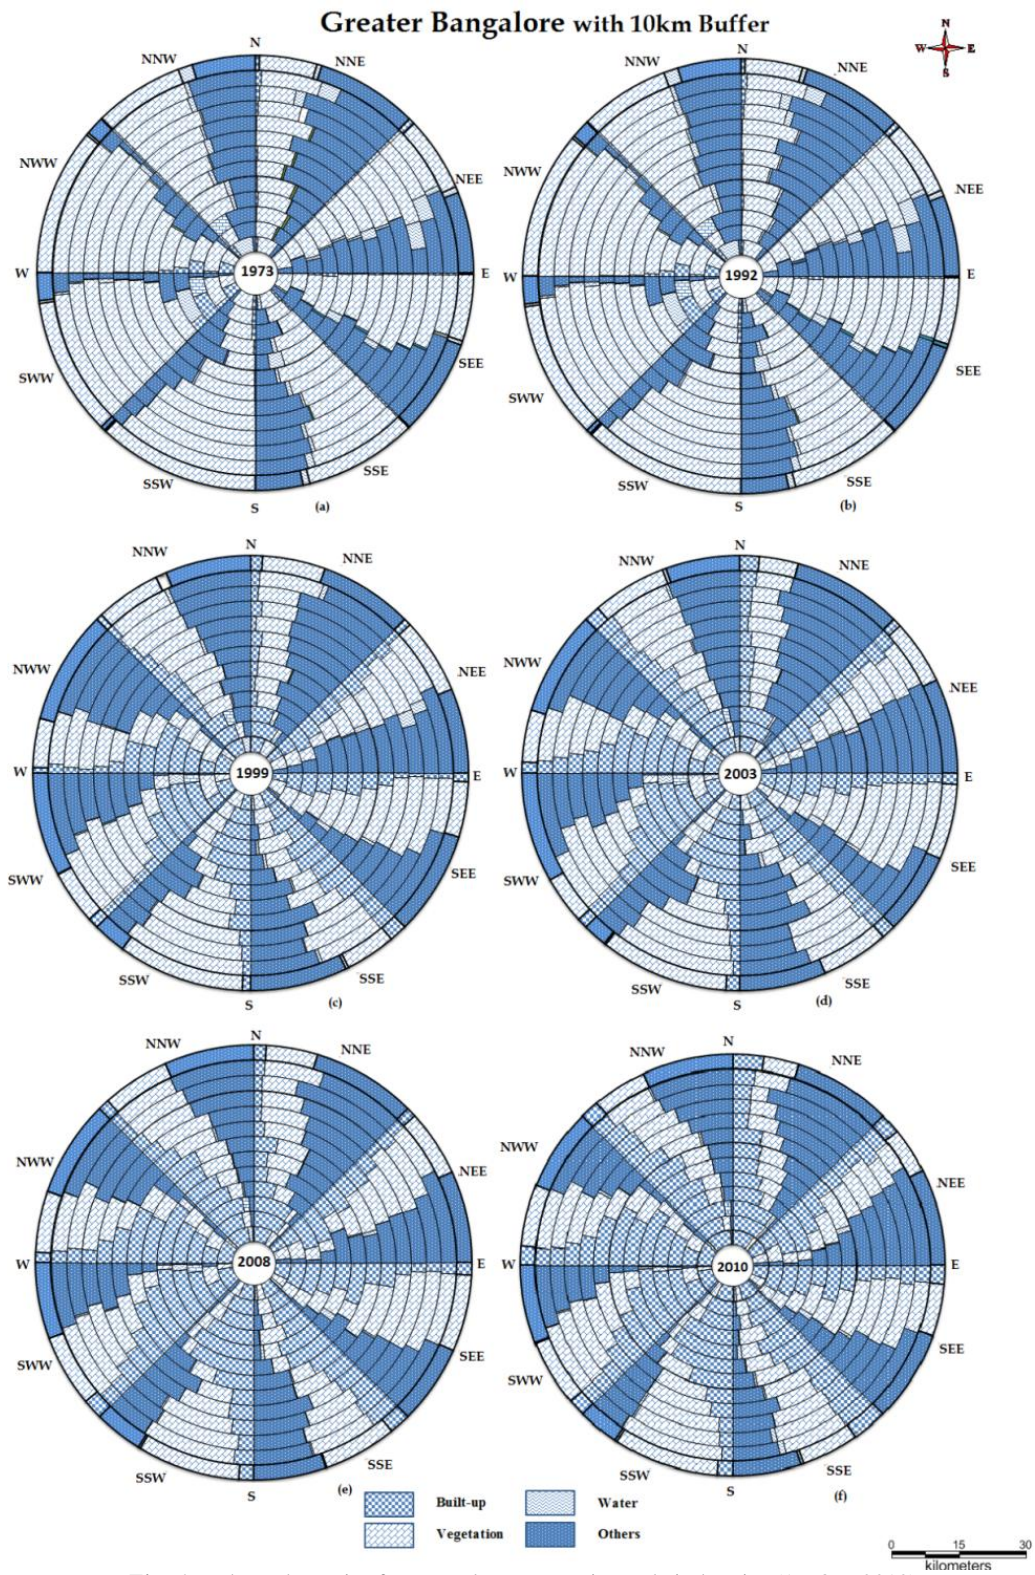 Greater Bangalore with 10km Buffer
N
W E
S
N
NNW NNE
NWW NEE
W 1973 E
SWW SEE
SSW SSE
S (a)
N
NNW .NNE
NWW .NEE
W 1992 E
SWW SEE
SSW SSE
S (b)
N
NNW NNE
NWW NEE
W 1999 E
SWW SEE
SSW SSE
S (c)
N
NNW NNE
NWW NEE
W 2003 E
SWW SEE
SSW SSE
S (d)
N
NNW NNE
NWW NEE
W 2008 E
SWW SEE
SSW SSE
S (e)
N
NNW NNE
NWW NEE
W 2010 E
SWW SEE
SSW SSE
S (f)
Built-up Water
Vegetation Others
0 15 30
kilometers